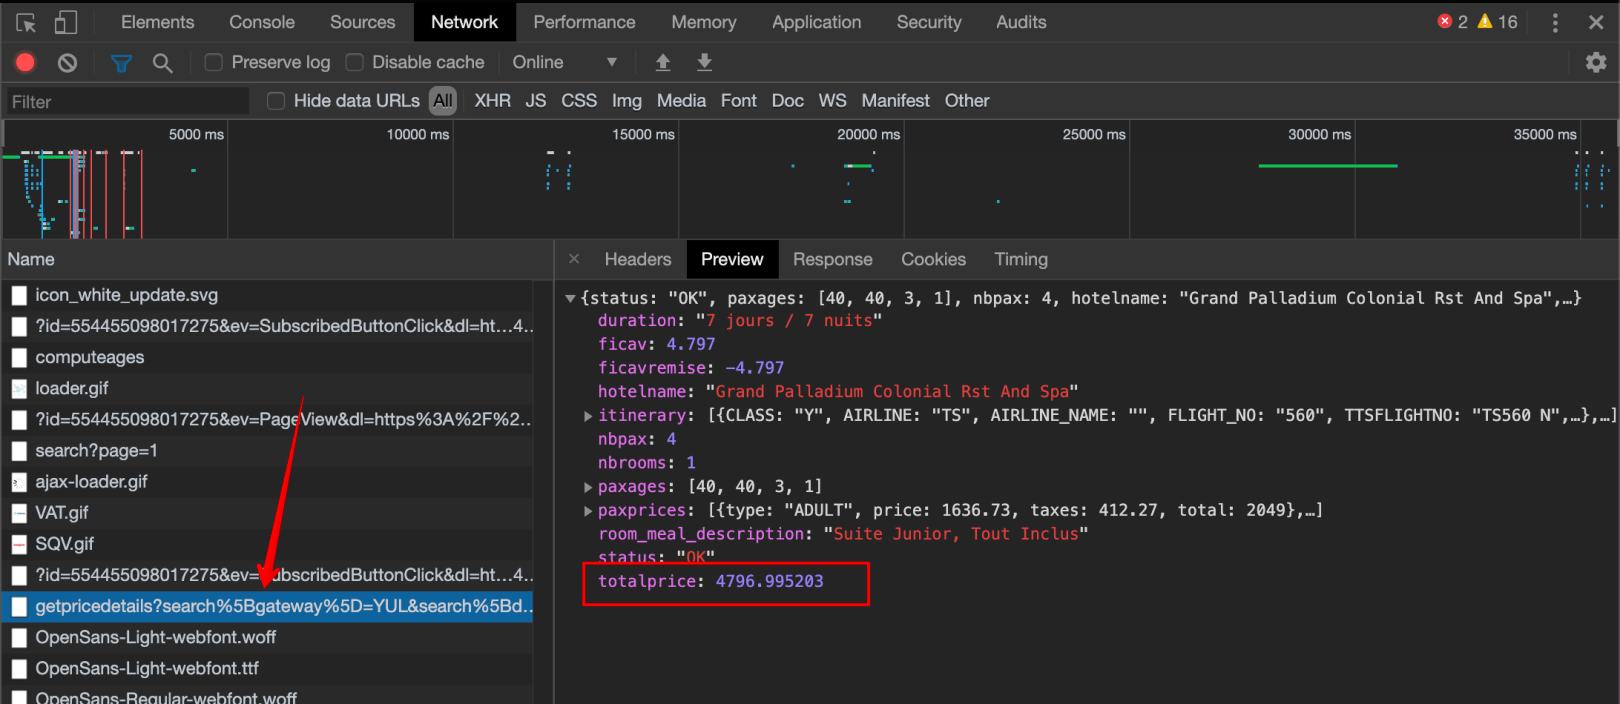 Elements Console Sources Network Performance Memory Application Security Audits 2 16
Preserve log Disable cache Online
Filter Hide data URLs All XHR JS CSS Img Media Font Doc WS Manifest Other
5000 ms 10000 ms 15000 ms 20000 ms 25000 ms 30000 ms 35000 ms
Name
icon_white_update.svg
?id=554455098017275&ev=SubscribedButtonClick&dl=ht...4..
computeages
loader.gif
?id=554455098017275&ev=PageView&dl=https%3A%2F%2..
search?page=1
ajax-loader.gif
VAT.gif
SQV.gif
?id=554455098017275&ev=SubscribedButtonClick&dl=ht...4..
getpricedetails?search%5Bgateway%5D=YUL&search%5Bd..
OpenSans-Light-webfont.woff
OpenSans-Light-webfont.ttf
OpenSans-Regular-webfont.woff
Headers Preview Response Cookies Timing
{status: "OK", paxages: [40, 40, 3, 1], nbpax: 4, hotelname: "Grand Palladium Colonial Rst And Spa",…}
duration: "7 jours / 7 nuits"
ficav: 4.797
ficavremise: -4.797
hotelname: "Grand Palladium Colonial Rst And Spa"
itinerary: [{CLASS: "Y", AIRLINE: "TS", AIRLINE_NAME: "", FLIGHT_NO: "560", TTSFLIGHTNO: "TS560 N",…},…]
nbpax: 4
nbrooms: 1
paxages: [40, 40, 3, 1]
paxprices: [{type: "ADULT", price: 1636.73, taxes: 412.27, total: 2049},…]
room_meal_description: "Suite Junior, Tout Inclus"
status: "OK"
totalprice: 4796.995203